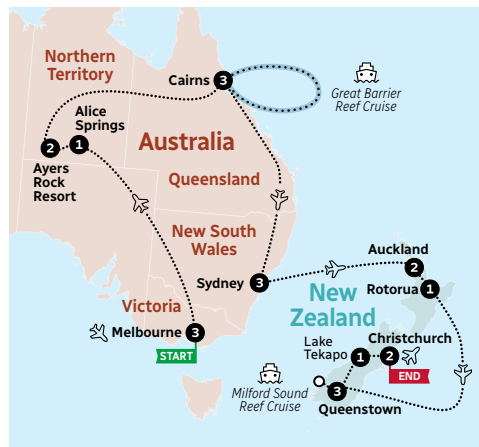 Northern
Territory
Cairns
3
Great Barrier
Reef Cruise
Alice
Springs
2
1
Australia
Ayers
Rock
Resort
Queensland
New South
Wales
Auckland
2
Sydney
3
Rotorua
1
New
Zealand
Victoria
Melbourne
3
START
Lake
Tekapo
Christchurch
1
2
END
Milford Sound
Reef Cruise
3
Queenstown